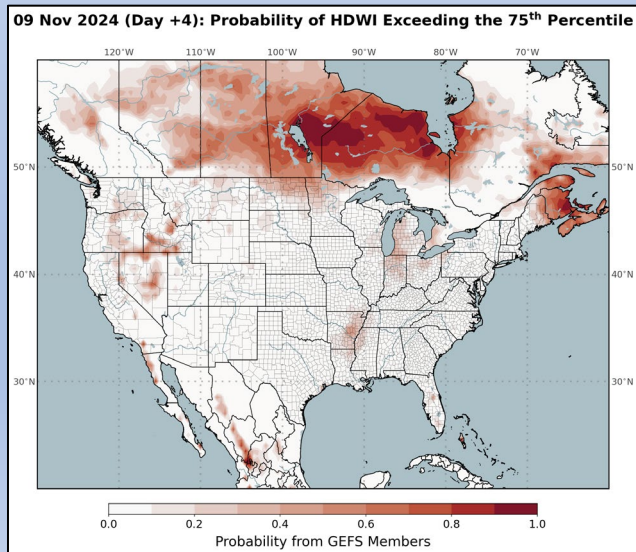 09 Nov 2024 (Day +4): Probability of HDWI Exceeding the 75th Percentile
120°W 110°W 100°W 90°W 80°W 70°W
50°N 50°N
40°N 40°N
30°N 30°N
0.0 0.2 0.4 0.6 0.8 1.0
Probability from GEFS Members